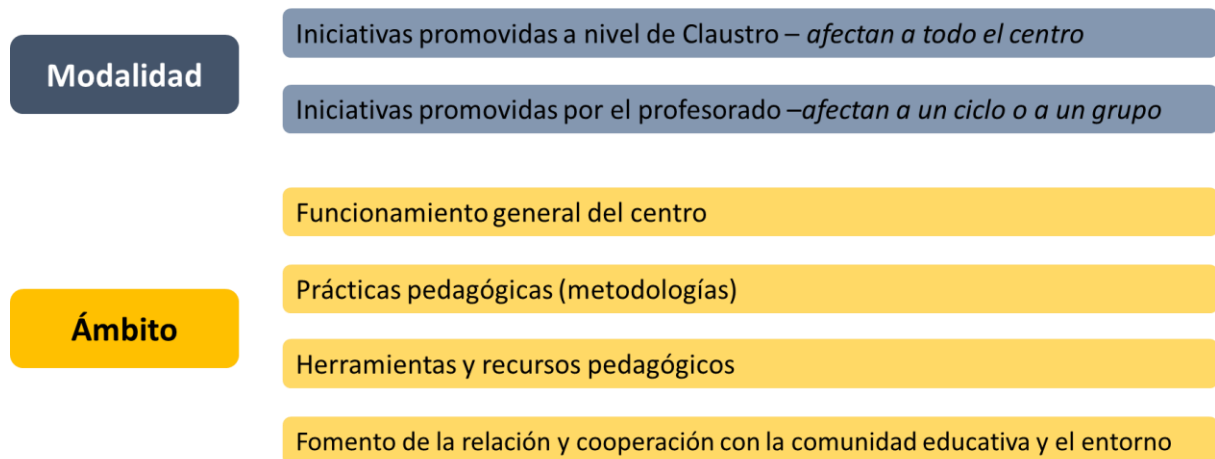 Modalidad
Iniciativas promovidas a nivel de Claustro – afectan a todo el centro
Iniciativas promovidas por el profesorado –afectan a un ciclo o a un grupo
Ámbito
Funcionamiento general del centro
Prácticas pedagógicas (metodologías)
Herramientas y recursos pedagógicos
Fomento de la relación y cooperación con la comunidad educativa y el entorno